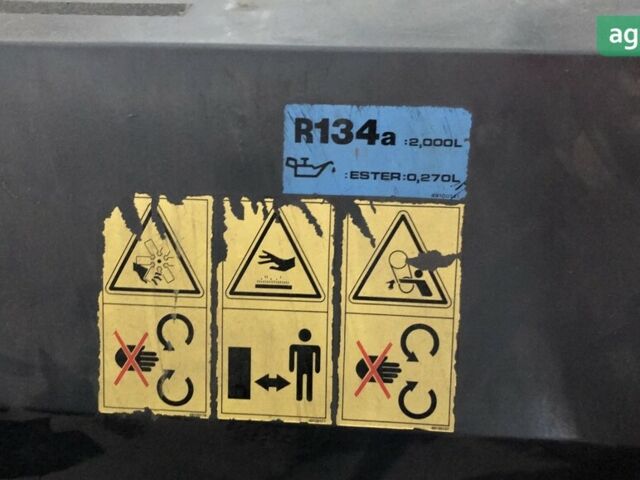 ag
R134a :2,000L
:ESTER:0,270L